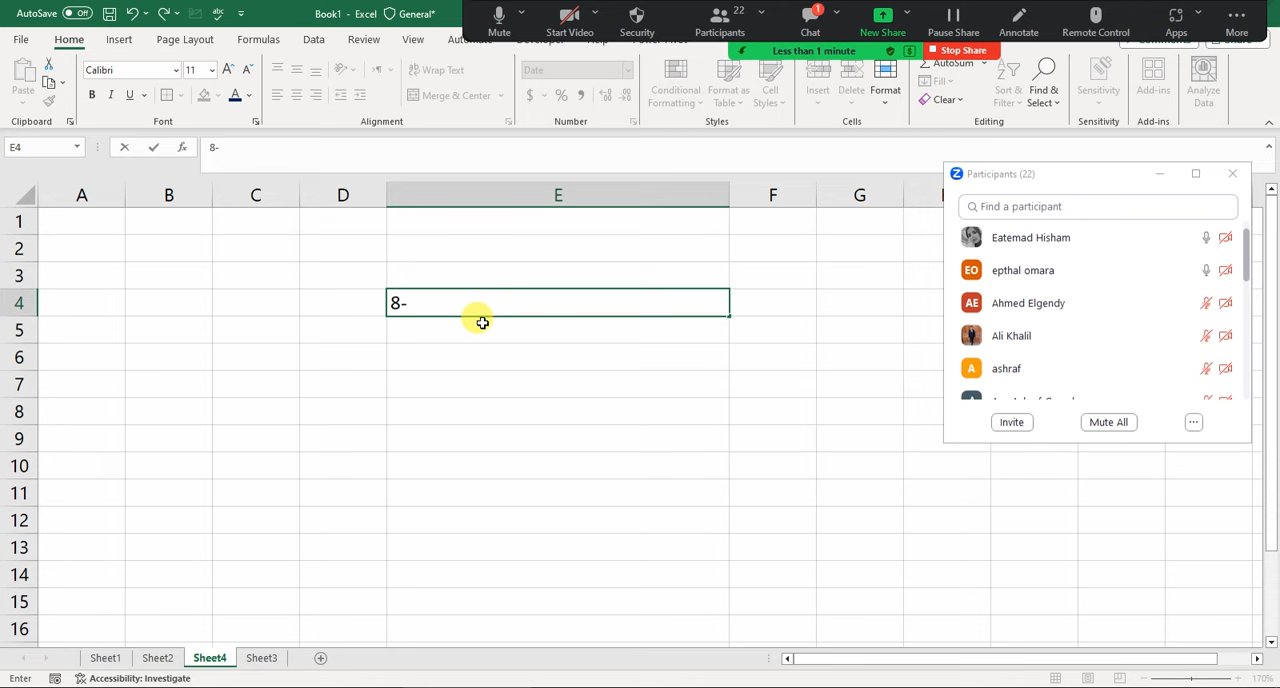 AutoSave Off Book1 - Excel General*
Mute Start Video Security 22 Participants 1 Chat New Share Pause Share Annotate Remote Control Apps More
Less than 1 minute $ Stop Share
File Home Insert Page Layout Formulas Data Review View
Paste Calibri 11 Wrap Text Date Conditional Formatting Format as Table Cell Styles Insert Delete Format AutoSum Sort & Filter Find & Select Sensitivity Add-ins Analyze Data
B I U Merge & Center $ % Fill
Clear
Clipboard Font Alignment Number Styles Cells Editing Sensitivity Add-ins
E4 fx 8-
A B C D E F G
1
2
3
4 8-
5
6
7
8
9
10
11
12
13
14
15
16
Participants (22)
Find a participant
Eatemad Hisham
EO epthal omara
AE Ahmed Elgendy
Ali Khalil
A ashraf
Invite Mute All ...
Sheet1 Sheet2 Sheet4 Sheet3
Enter Accessibility: Investigate 170%